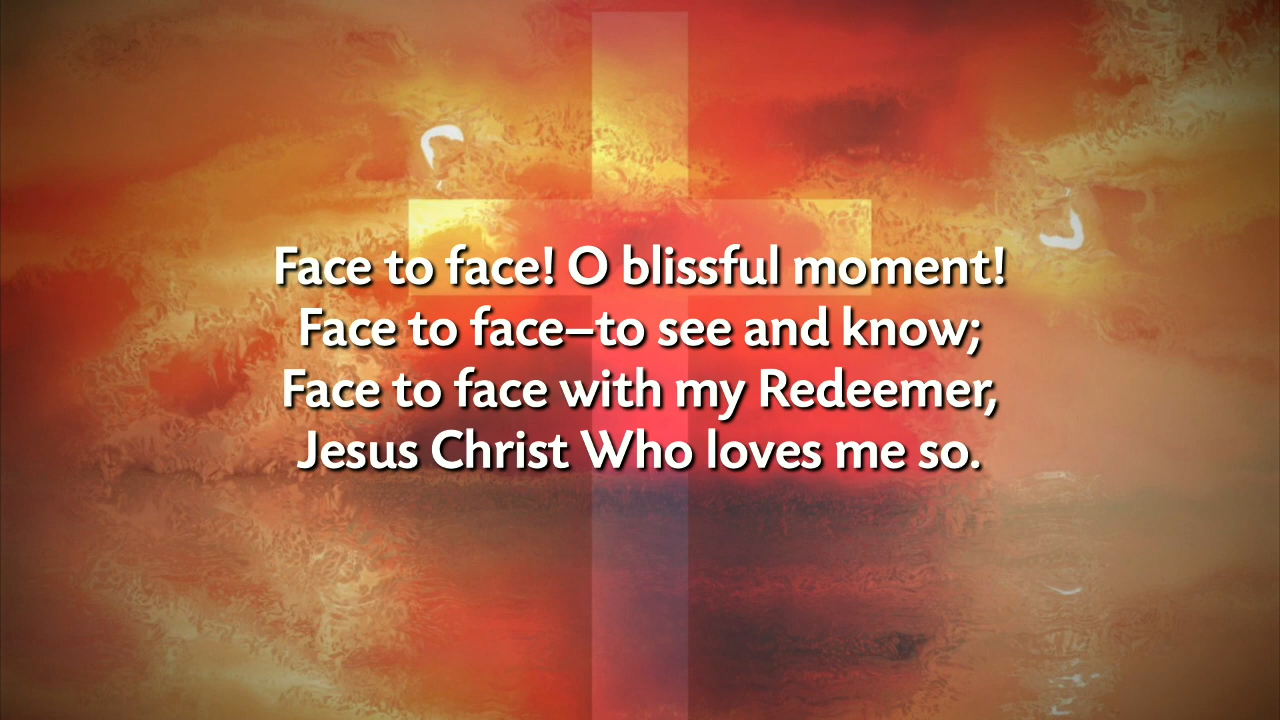 Face to face! O blissful moment!
Face to face–to see and know;
Face to face with my Redeemer,
Jesus Christ Who loves me so.